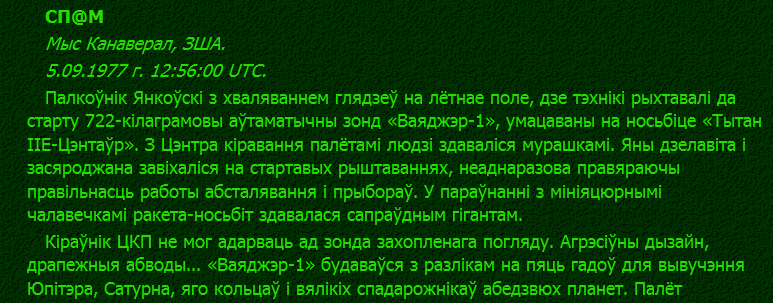 СП@М
Мыс Канаверал, ЗША.
5.09.1977 г. 12:56:00 UTC.
Палкоўнік Янкоўскі з хваляваннем глядзеў на лётнае поле, дзе тэхнікі рыхтавалі да
старту 722-кілаграмовы аўтаматычны зонд «Ваяджэр-1», умацаваны на носьбіце «Тытан
IIIE-Цэнтаўр». З Цэнтра кіравання палётамі людзі здаваліся мурашкамі. Яны дзелавіта і
засяроджана завіхаліся на стартавых рыштаваннях, неаднаразова правяраючы
правільнасць работы абсталявання і прыбораў. У параўнанні з мініяцюрнымі
чалавечкамі ракета-носьбіт здавалася сапраўдным гігантам.
Кіраўнік ЦКП не мог адарваць ад зонда захопленага погляду. Агрэсіўны дызайн,
драпежныя абводы... «Ваяджэр-1» будаваўся з разлікам на пяць гадоў для вывучэння
Юпітэра, Сатурна, яго кольцаў і вялікіх спадарожнікаў абедзвюх планет. Палёт